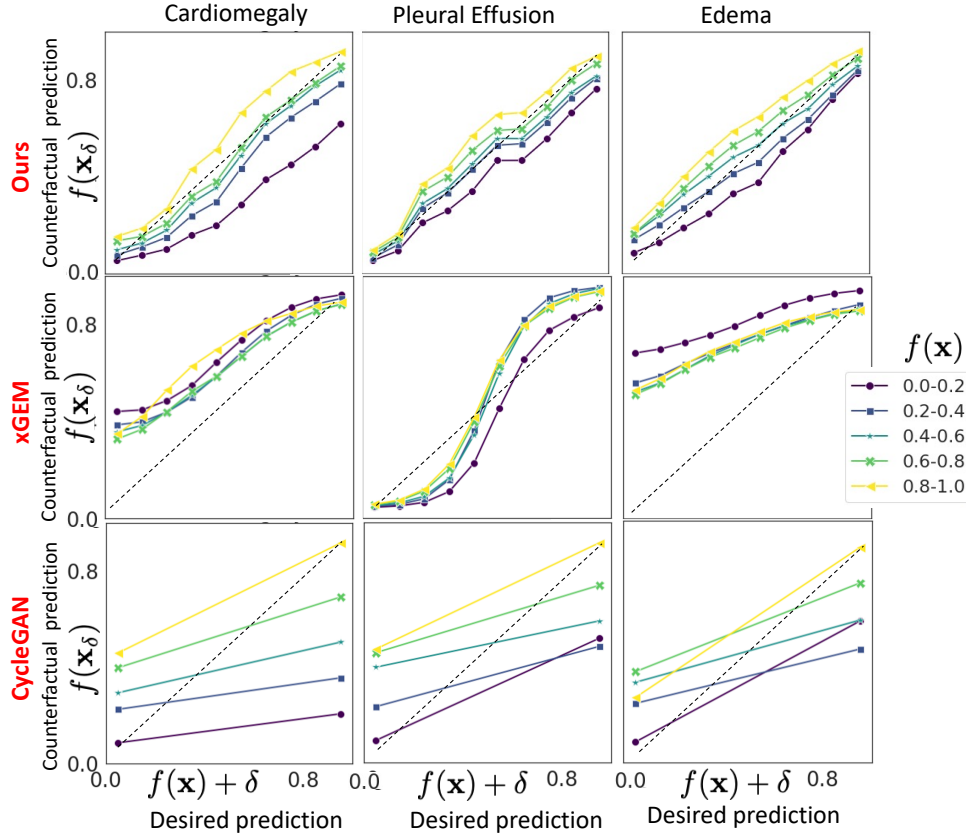 Cardiomegaly
Pleural Effusion
Edema
Ours
Counterfactual prediction
f(x_δ)
0.8
0.0
xGEM
Counterfactual prediction
f(x_δ)
0.8
0.0
f(x)
0.0-0.2
0.2-0.4
0.4-0.6
0.6-0.8
0.8-1.0
CycleGAN
Counterfactual prediction
f(x_δ)
0.8
0.0
0.0 f(x) + δ 0.8
0.0 f(x) + δ 0.8
0.0 f(x) + δ 0.8
Desired prediction
Desired prediction
Desired prediction